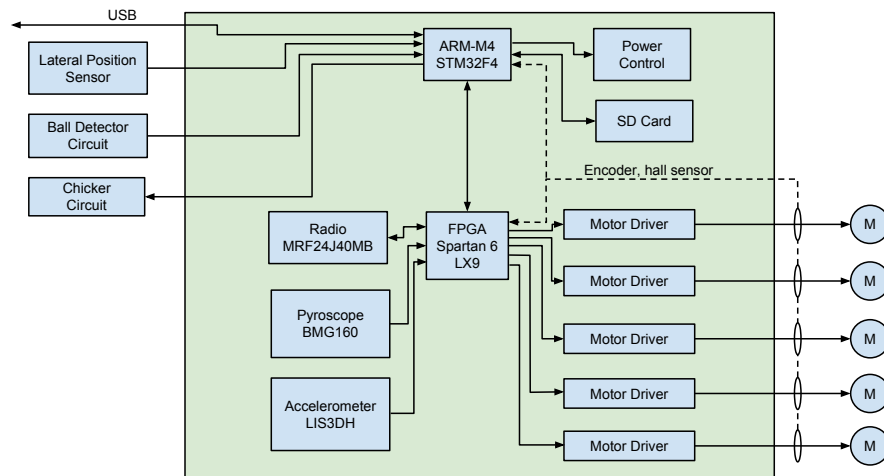 USB
Lateral Position
Sensor
ARM-M4
STM32F4
Power
Control
Ball Detector
Circuit
SD Card
Chicker
Circuit
Encoder, hall sensor
Radio
MRF24J40MB
FPGA
Spartan 6
LX9
Motor Driver
M
Motor Driver
M
Pyroscope
BMG160
Motor Driver
M
Accelerometer
LIS3DH
Motor Driver
M
Motor Driver
M